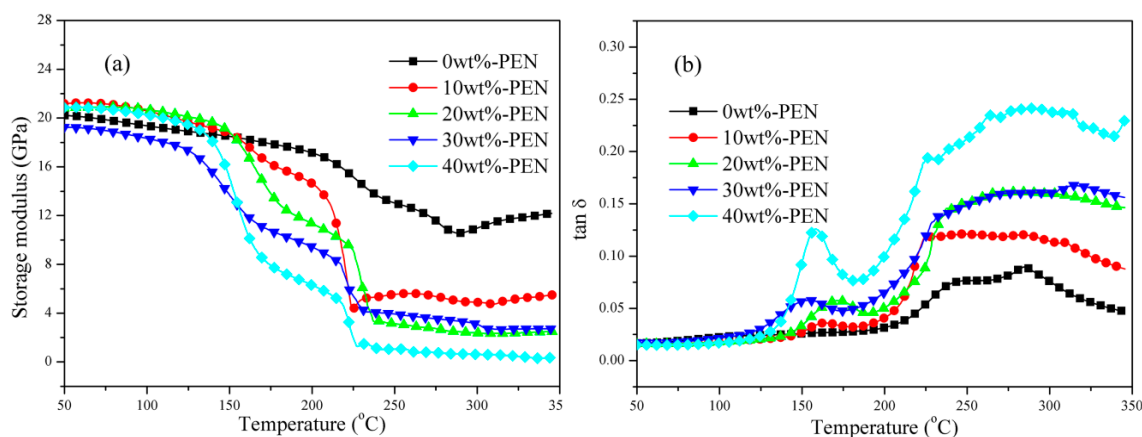 28
24
20
16
12
8
4
0
Storage modulus (GPa)
(a)
0wt%-PEN
10wt%-PEN
20wt%-PEN
30wt%-PEN
40wt%-PEN
50 100 150 200 250 300 35
Temperature (°C)
0.30
0.25
0.20
0.15
0.10
0.05
0.00
tan δ
(b)
0wt%-PEN
10wt%-PEN
20wt%-PEN
30wt%-PEN
40wt%-PEN
50 100 150 200 250 300 350
Temperature (°C)